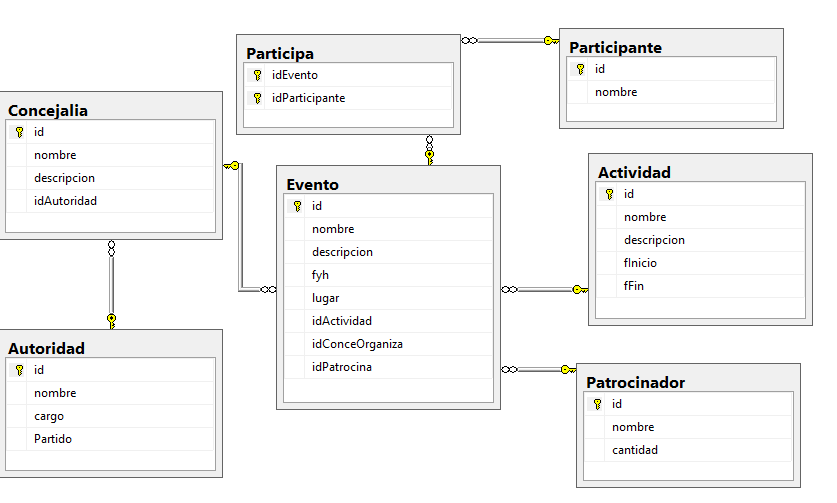 Participa
idEvento
idParticipante
Participante
id
nombre
Concejalia
id
nombre
descripcion
idAutoridad
Evento
id
nombre
descripcion
fyh
lugar
idActividad
idConceOrganiza
idPatrocina
Actividad
id
nombre
descripcion
fInicio
fFin
Autoridad
id
nombre
cargo
Partido
Patrocinador
id
nombre
cantidad